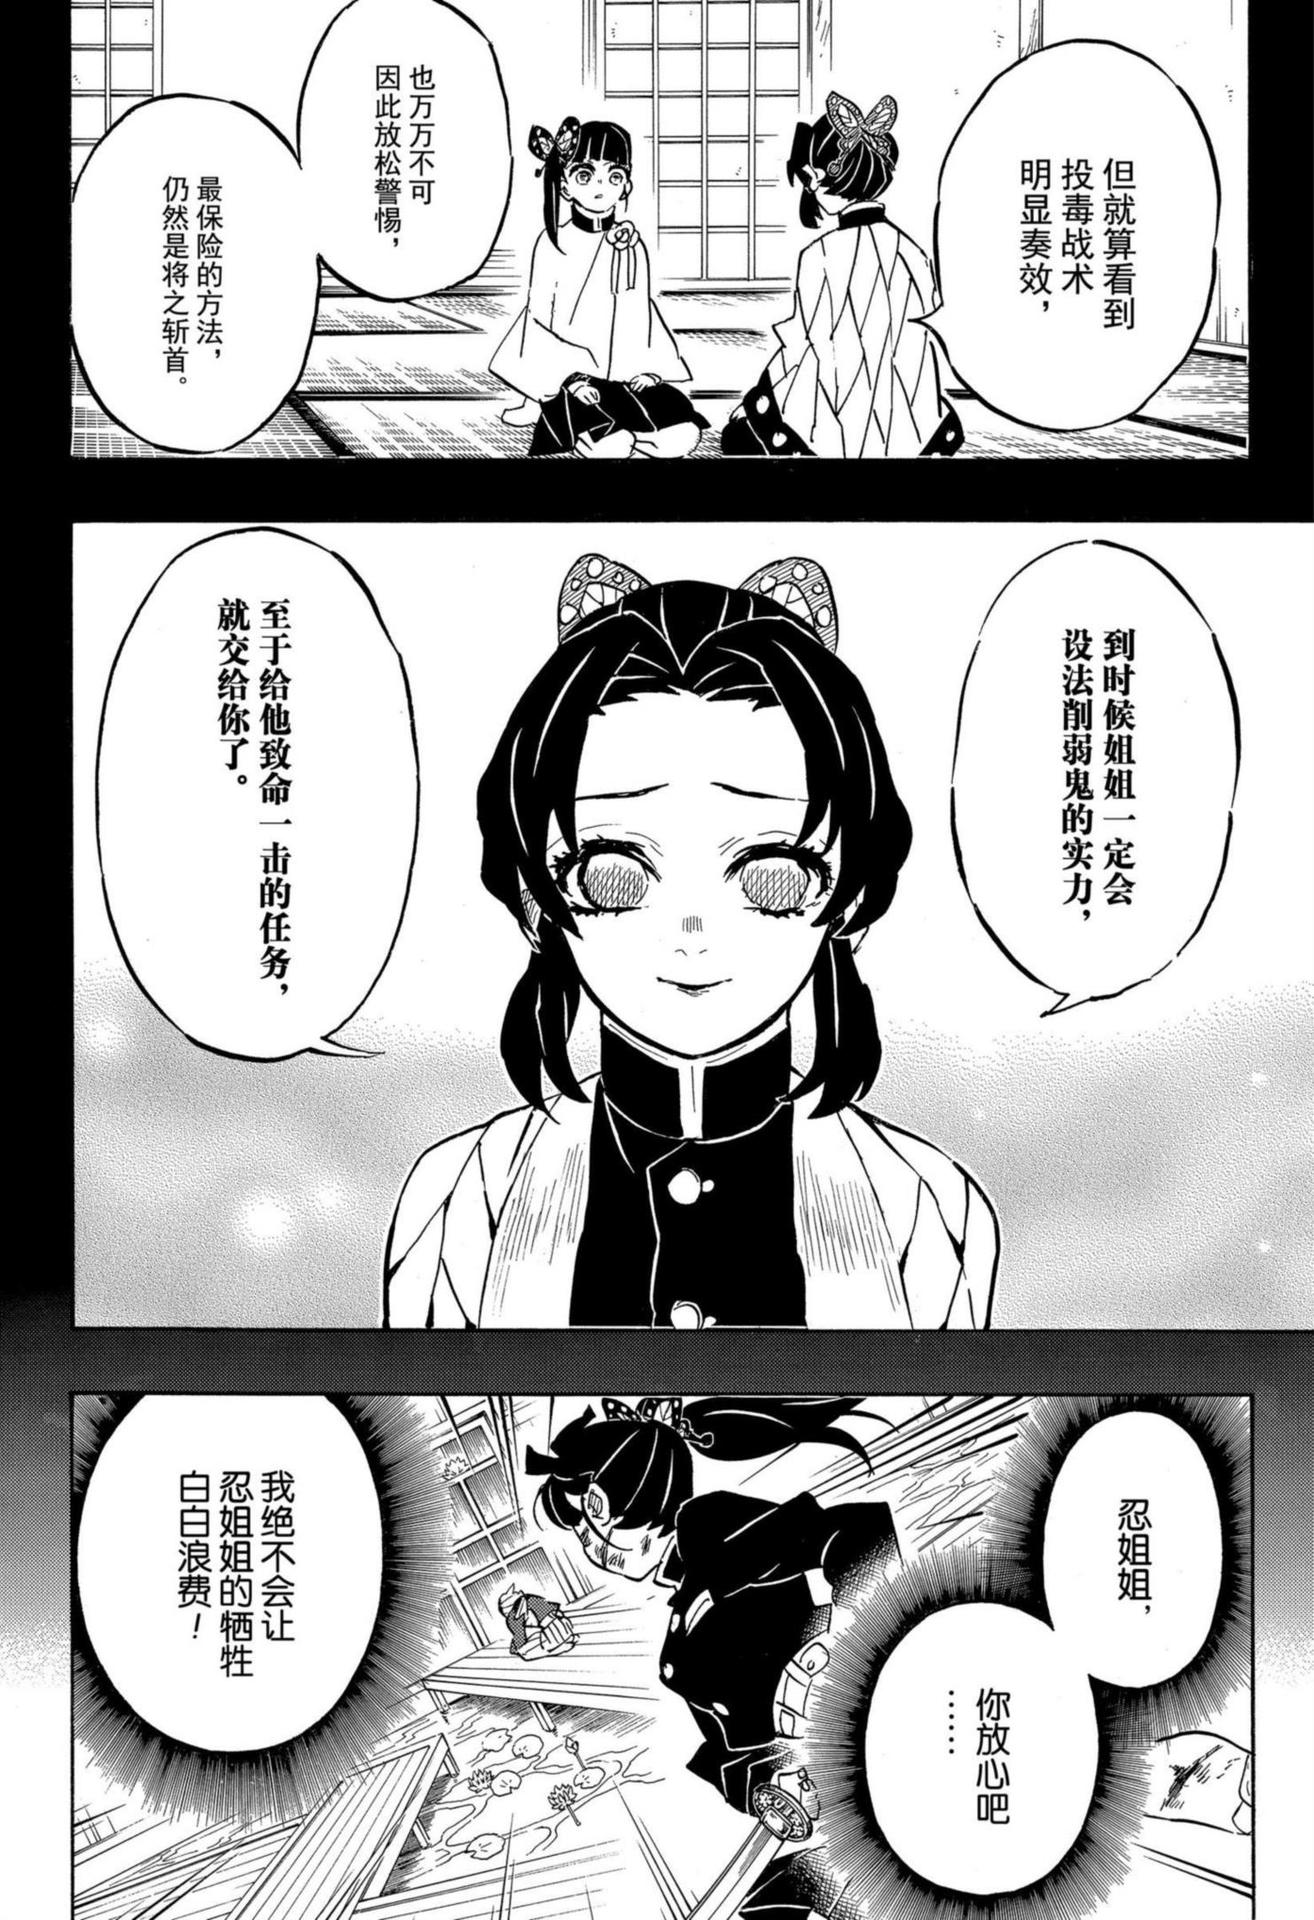 但就算看到
投毒战术
明显奏效，
也万万不可
因此放松警惕，
最保险的方法，
仍然是将之斩首。
到时候姐姐一定会
设法削弱鬼的实力，
至于给他致命一击的任务，
就交给你了。
忍姐姐，
你放心吧
……
我绝不会让
忍姐姐的牺牲
白白浪费！